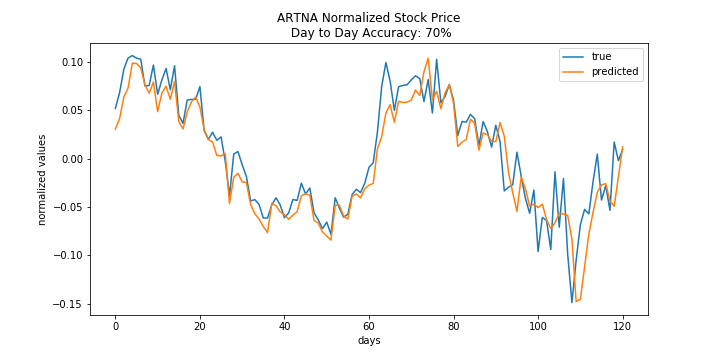 ARTNA Normalized Stock Price
Day to Day Accuracy: 70%
true
predicted
normalized values
0.10
0.05
0.00
−0.05
−0.10
−0.15
0
20
40
60
80
100
120
days